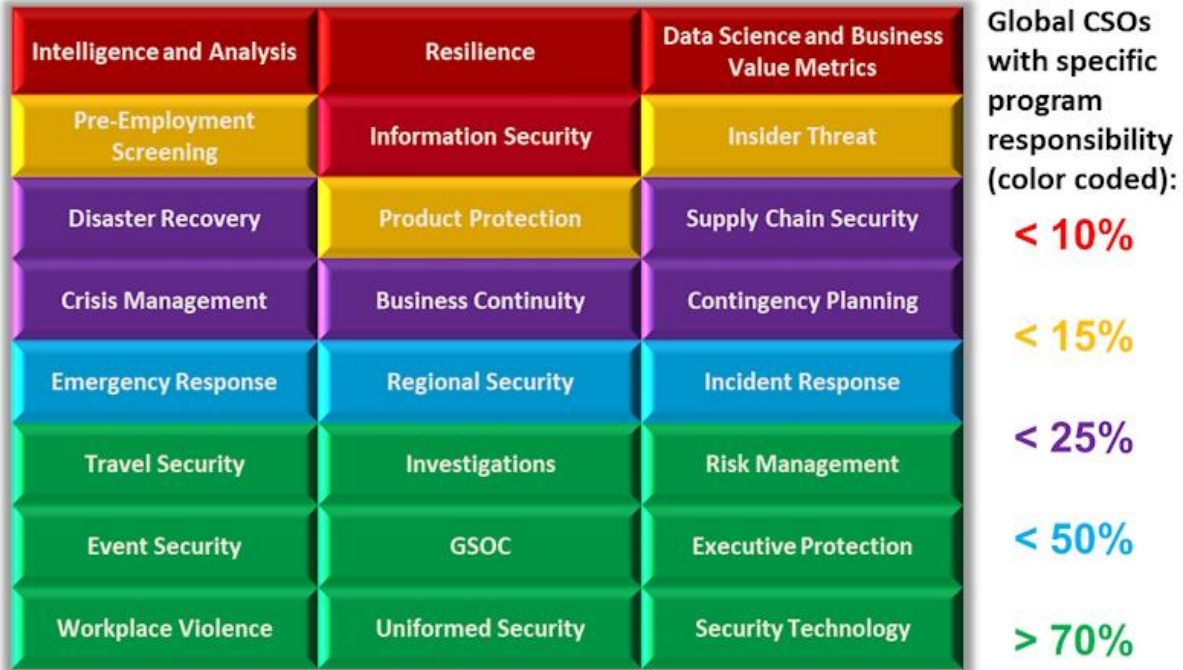 Intelligence and Analysis
Resilience
Data Science and Business
Value Metrics
Pre-Employment
Screening
Information Security
Insider Threat
Disaster Recovery
Product Protection
Supply Chain Security
Crisis Management
Business Continuity
Contingency Planning
Emergency Response
Regional Security
Incident Response
Travel Security
Investigations
Risk Management
Event Security
GSOC
Executive Protection
Workplace Violence
Uniformed Security
Security Technology
Global CSOs
with specific
program
responsibility
(color coded):
< 10%
< 15%
< 25%
< 50%
> 70%